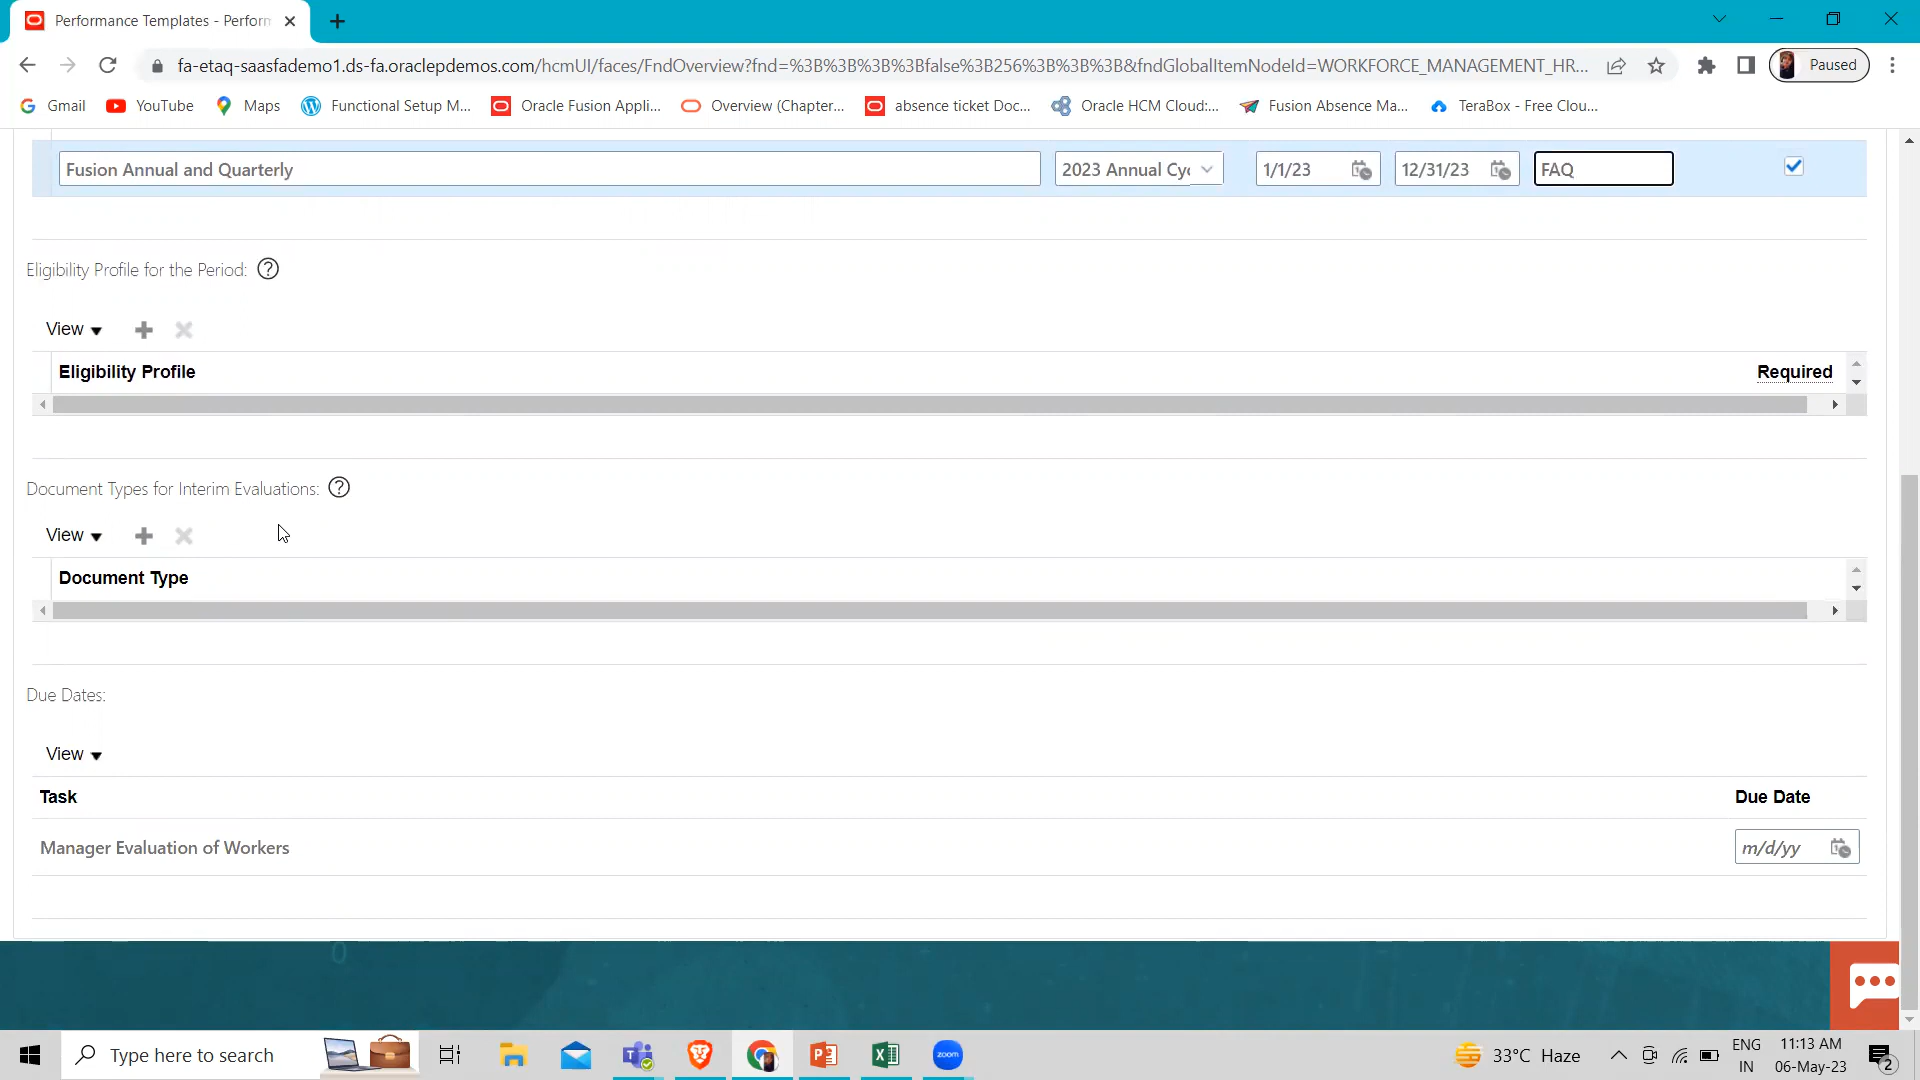 Performance Templates - Perform
fa-etaq-saasfademo1.ds-fa.oraclepdemos.com/hcmUI/faces/FndOverview?fnd=%3B%3B%3B%3Bfalse%3B256%3B%3B%3B&fndGlobalItemNodeId=WORKFORCE_MANAGEMENT_HR...
Paused
Gmail
YouTube
Maps
Functional Setup M...
Oracle Fusion Appli...
Overview (Chapter...
absence ticket Doc...
Oracle HCM Cloud:...
Fusion Absence Ma...
TeraBox - Free Clou...
Fusion Annual and Quarterly
2023 Annual Cyc
1/1/23
12/31/23
FAQ
Eligibility Profile for the Period:
View
Eligibility Profile
Required
Document Types for Interim Evaluations:
View
Document Type
Due Dates:
View
Task
Due Date
Manager Evaluation of Workers
m/d/yy
Type here to search
zoom
33°C Haze
ENG
IN
11:13 AM
06-May-23
2